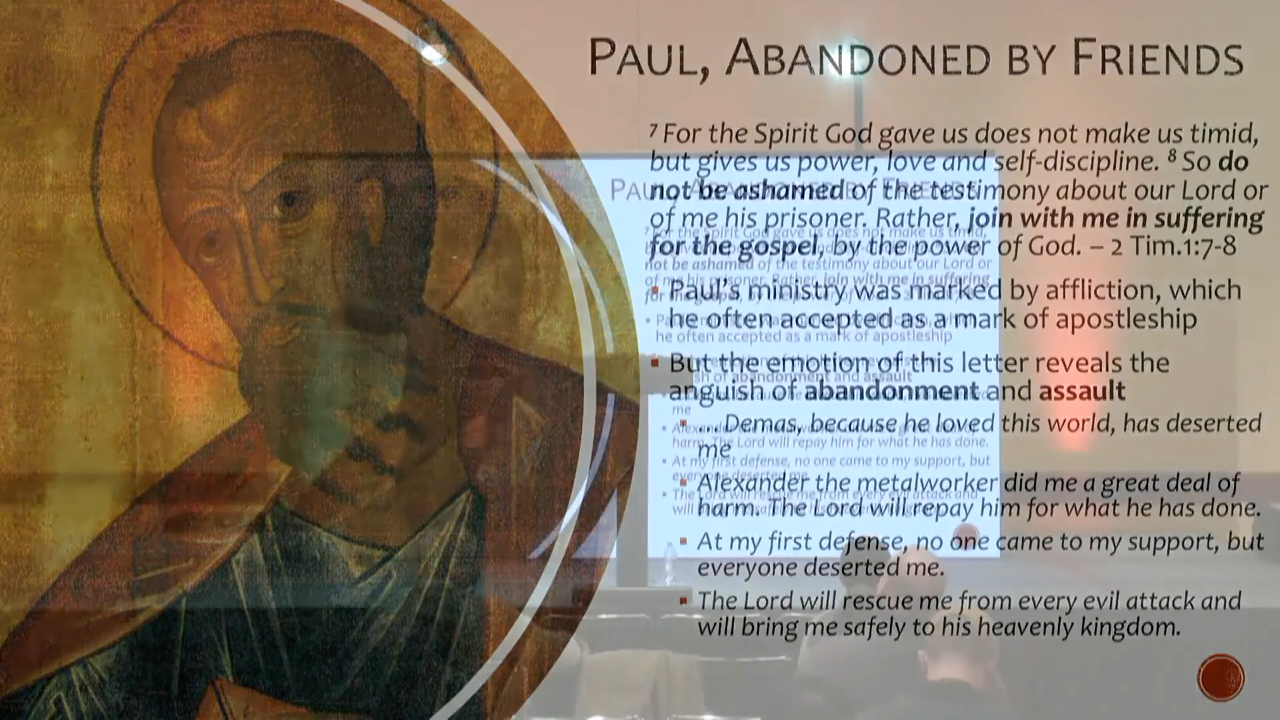 PAUL, ABANDONED BY FRIENDS
⁷ For the Spirit God gave us does not make us timid,
but gives us power, love and self-discipline. ⁸ So do
not be ashamed of the testimony about our Lord or
of me his prisoner. Rather, join with me in suffering
for the gospel, by the power of God. – 2 Tim.1:7-8
▪ Paul's ministry was marked by affliction, which
he often accepted as a mark of apostleship
▪ But the emotion of this letter reveals the
anguish of abandonment and assault
▪ ... Demas, because he loved this world, has deserted
me
▪ Alexander the metalworker did me a great deal of
harm. The Lord will repay him for what he has done.
▪ At my first defense, no one came to my support, but
everyone deserted me.
▪ The Lord will rescue me from every evil attack and
will bring me safely to his heavenly kingdom.